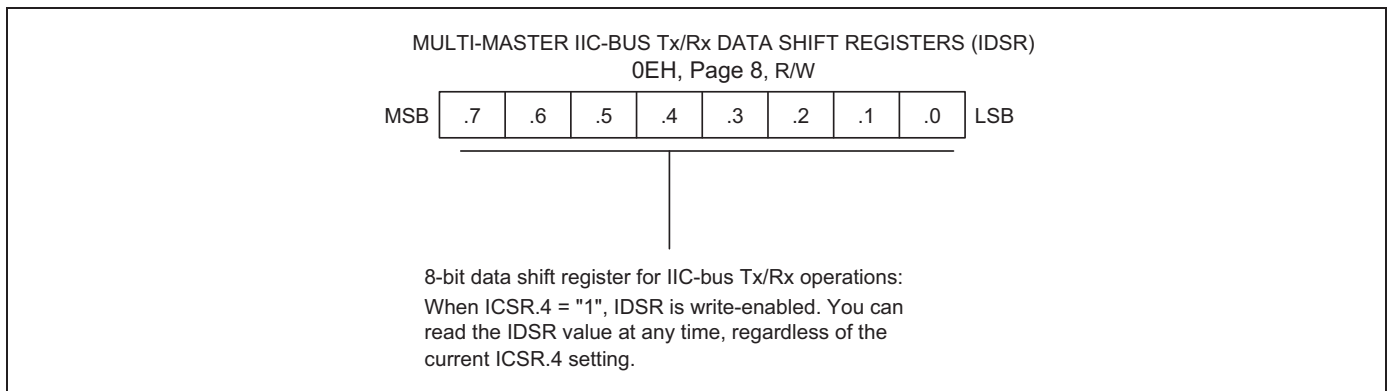 MULTI-MASTER IIC-BUS Tx/Rx DATA SHIFT REGISTERS (IDSR)
0EH, Page 8, R/W
MSB .7 .6 .5 .4 .3 .2 .1 .0 LSB
8-bit data shift register for IIC-bus Tx/Rx operations:
When ICSR.4 = "1", IDSR is write-enabled. You can
read the IDSR value at any time, regardless of the
current ICSR.4 setting.